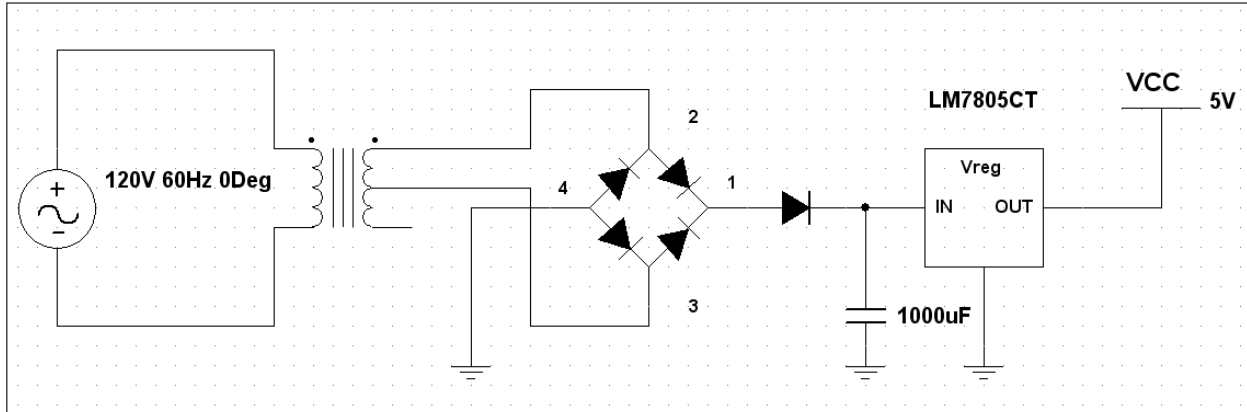 VCC
5V
LM7805CT
2
120V 60Hz 0Deg
4
1
Vreg
IN OUT
3
1000uF